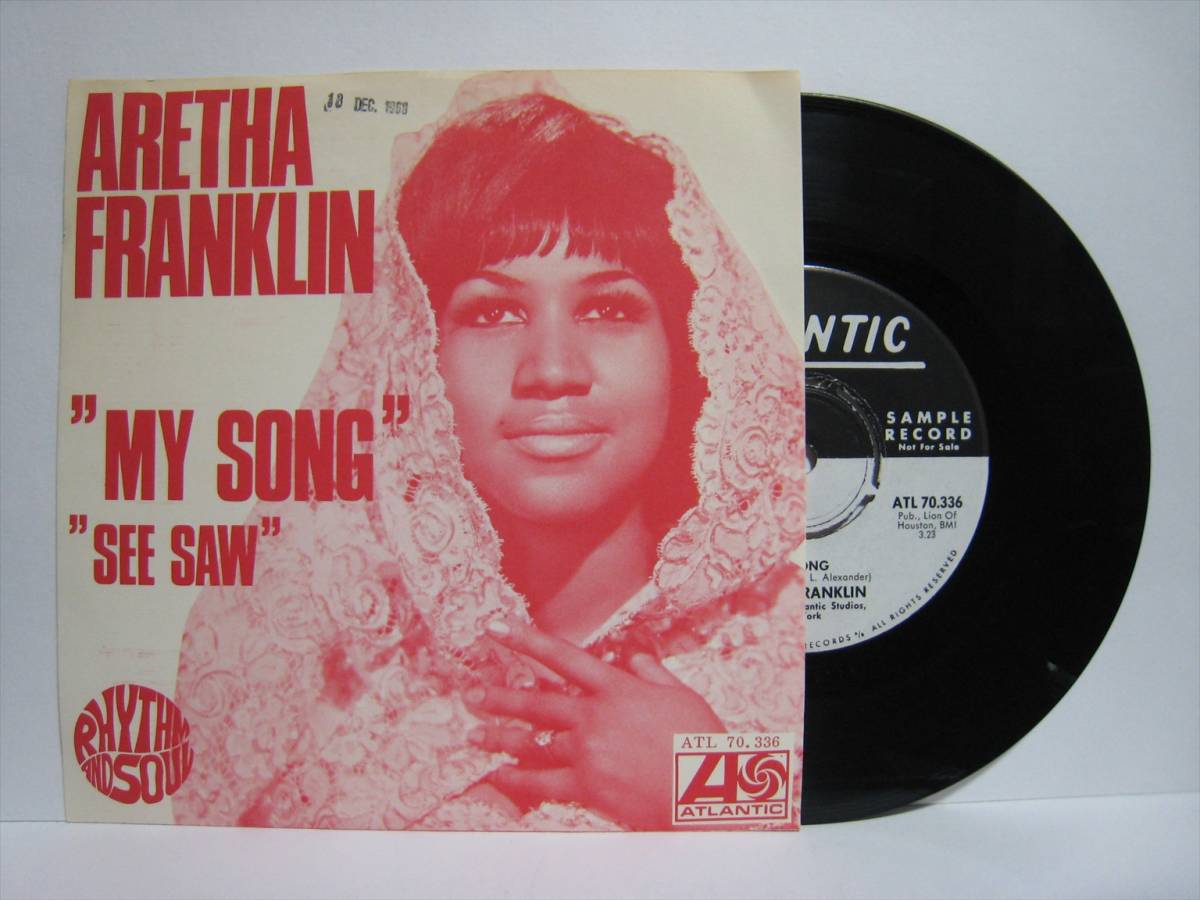 ARETHA
FRANKLIN
18 DEC. 1968
"MY SONG"
"SEE SAW"
RHYTHM
AND SOUL
ATL 70.336
ATLANTIC
NTIC
SAMPLE
RECORD
Not For Sale
ATL 70.336
Pub., Lion Of
Houston, BMI
3.23
ONG
L. Alexander)
RANKLIN
antic Studios,
ork
RECORDS
ALL RIGHTS RESERVED